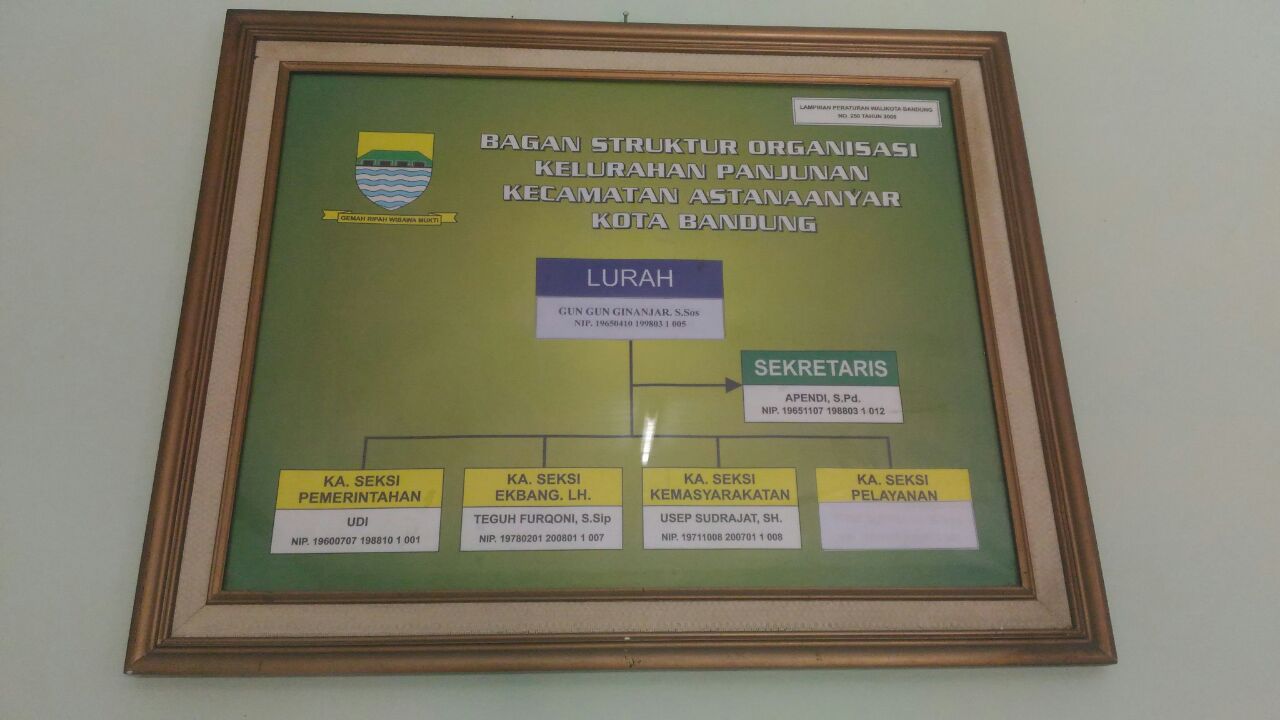 LAMPIRAN PERATURAN WALIKOTA BANDUNG
NO. 250 TAHUN 2008
BAGAN STRUKTUR ORGANISASI
KELURAHAN PANJUNAN
KECAMATAN ASTANAANYAR
KOTA BANDUNG
GEMAH RIPAH WIBAWA MUKTI
LURAH
GUN GUN GINANJAR. S.Sos
NIP. 19650410 199803 1 005
SEKRETARIS
APENDI, S.Pd.
NIP. 19651107 198803 1 012
KA. SEKSI
PEMERINTAHAN
UDI
NIP. 19600707 198810 1 001
KA. SEKSI
EKBANG. LH.
TEGUH FURQONI, S.Sip
NIP. 19780201 200801 1 007
KA. SEKSI
KEMASYARAKATAN
USEP SUDRAJAT, SH.
NIP. 19711008 200701 1 008
KA. SEKSI
PELAYANAN